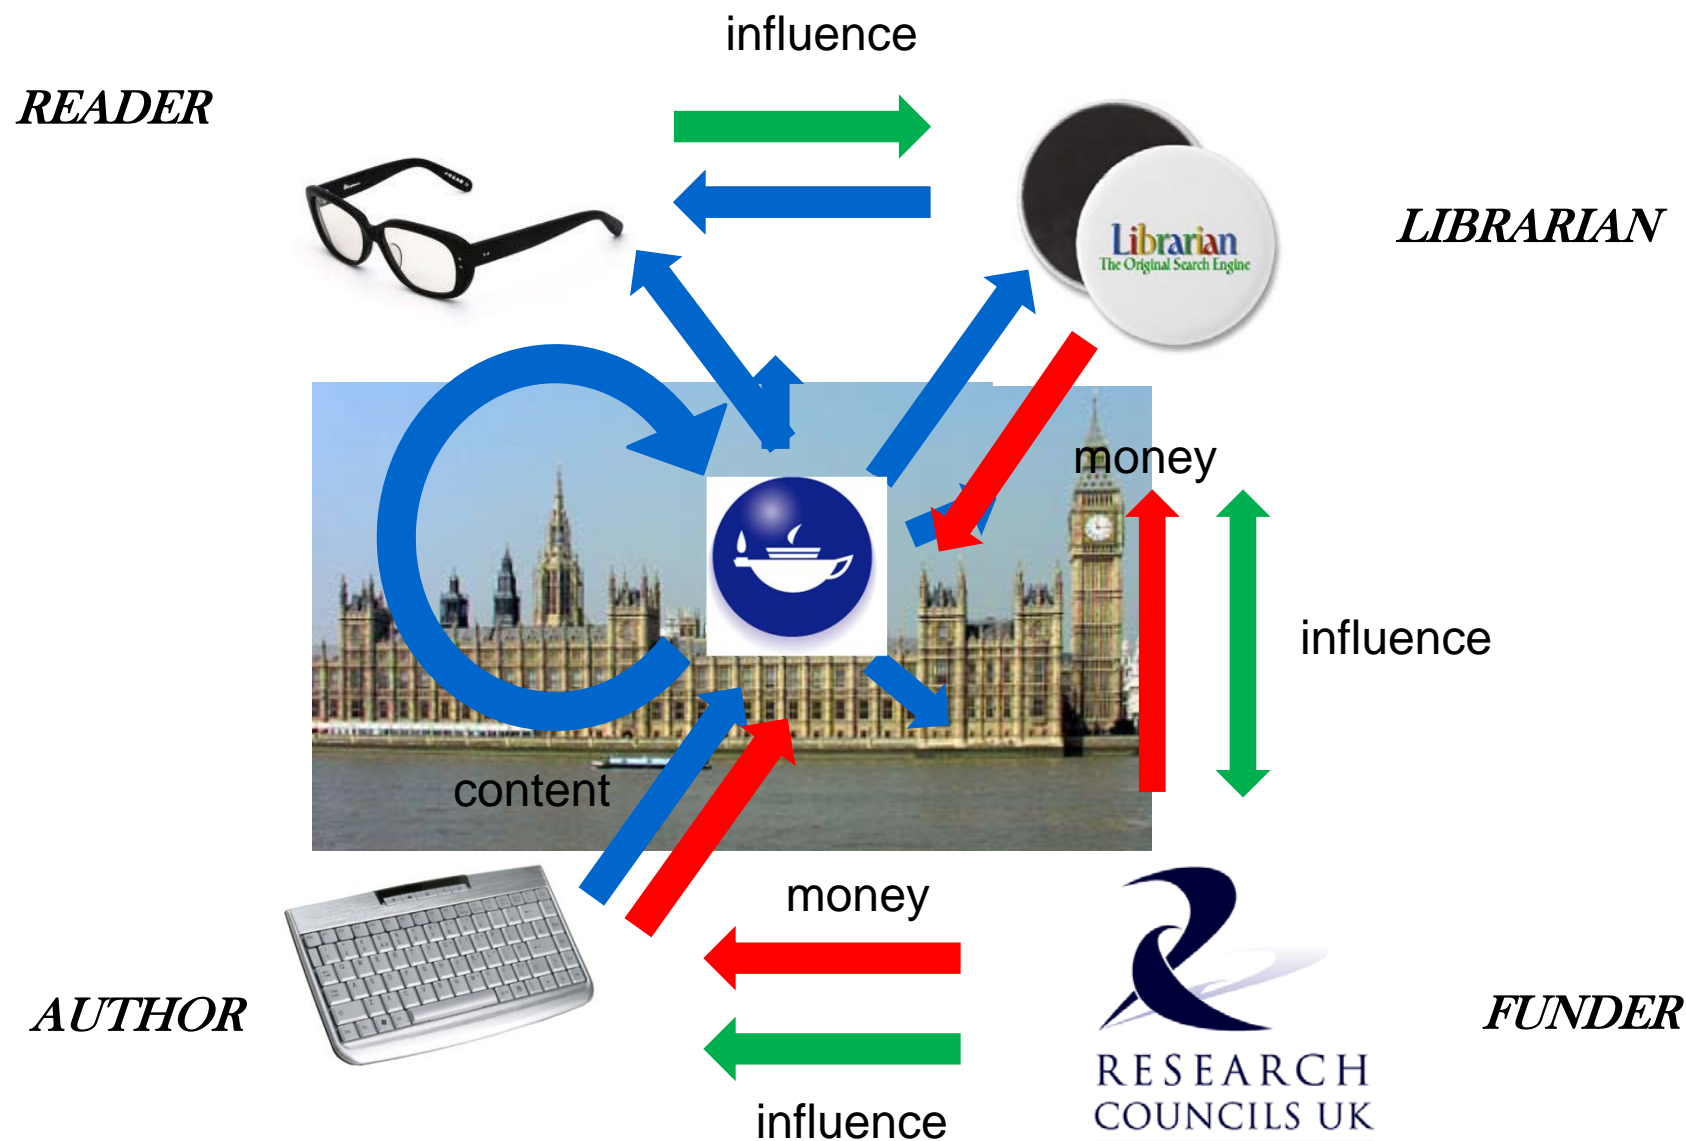 influence
READER
LIBRARIAN
Librarian
The Original Search Engine
money
influence
content
money
AUTHOR
FUNDER
RESEARCH
COUNCILS UK
influence